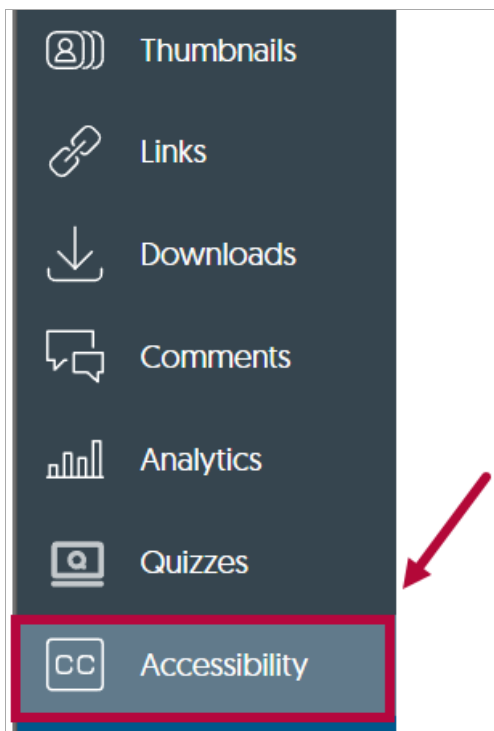 Thumbnails
Links
Downloads
Comments
Analytics
Q Quizzes
CC Accessibility